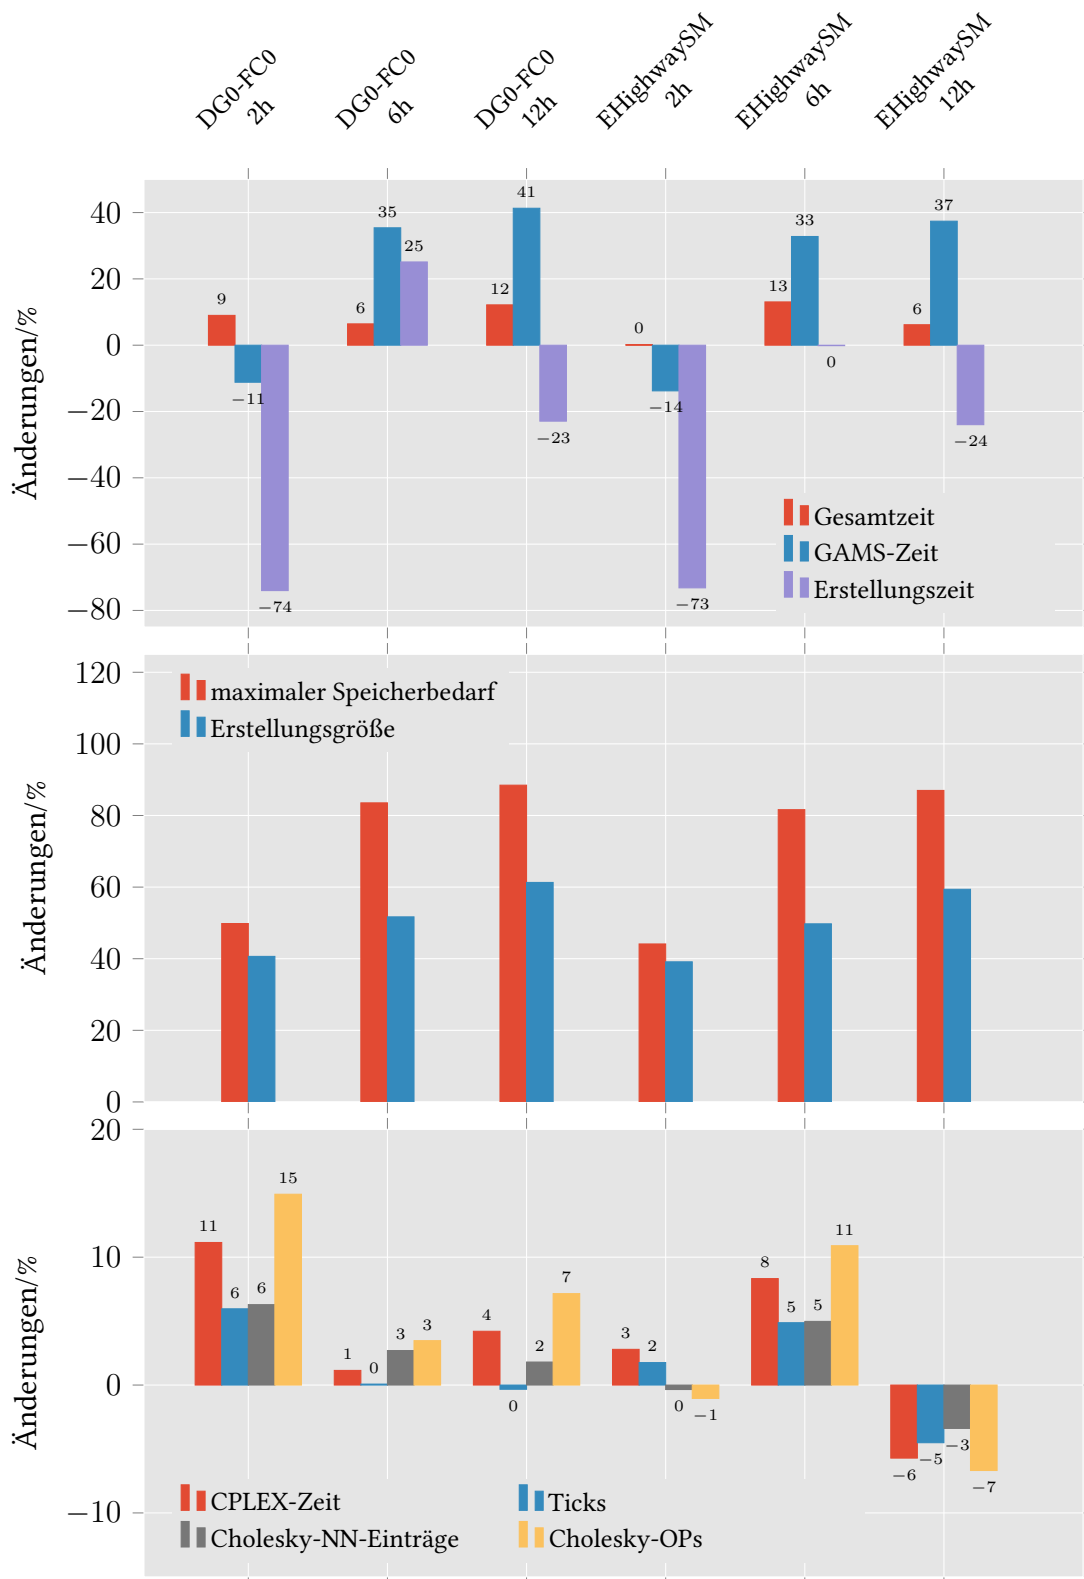 DG0-FC0
2h
DG0-FC0
6h
DG0-FC0
12h
EHighwaySM
2h
EHighwaySM
6h
EHighwaySM
12h
Änderungen/%
40
20
0
−20
−40
−60
−80
9
−11
−74
6
35
25
12
41
−23
0
−14
−73
13
33
0
6
37
−24
Gesamtzeit
GAMS-Zeit
Erstellungszeit
Änderungen/%
120
100
80
60
40
20
0
maximaler Speicherbedarf
Erstellungsgröße
Änderungen/%
20
10
0
−10
11
6
6
15
1
0
3
3
4
0
2
7
3
2
0
−1
8
5
5
11
−6
−5
−3
−7
CPLEX-Zeit
Ticks
Cholesky-NN-Einträge
Cholesky-OPs